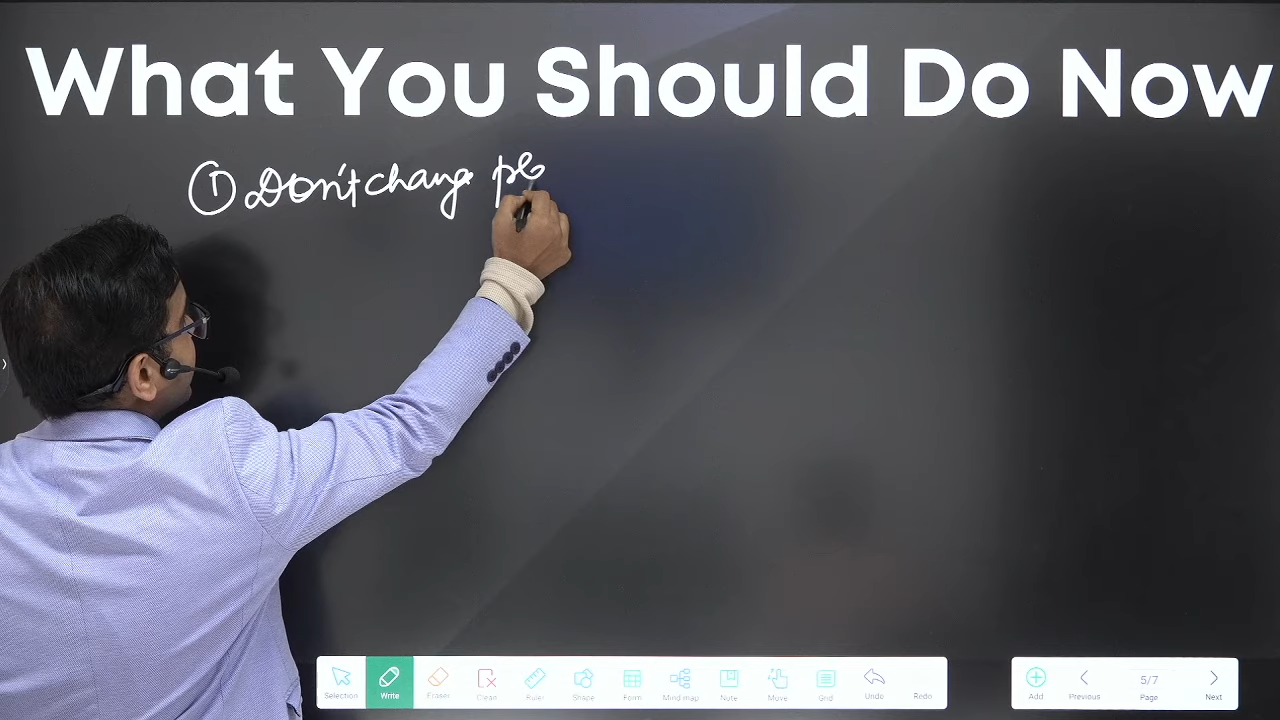 What You Should Do Now
① Don't change
Selection Write Eraser Clean Ruler Shape Form Mind map Note Move Grid Undo Redo Add Previous 5/7 Page Next